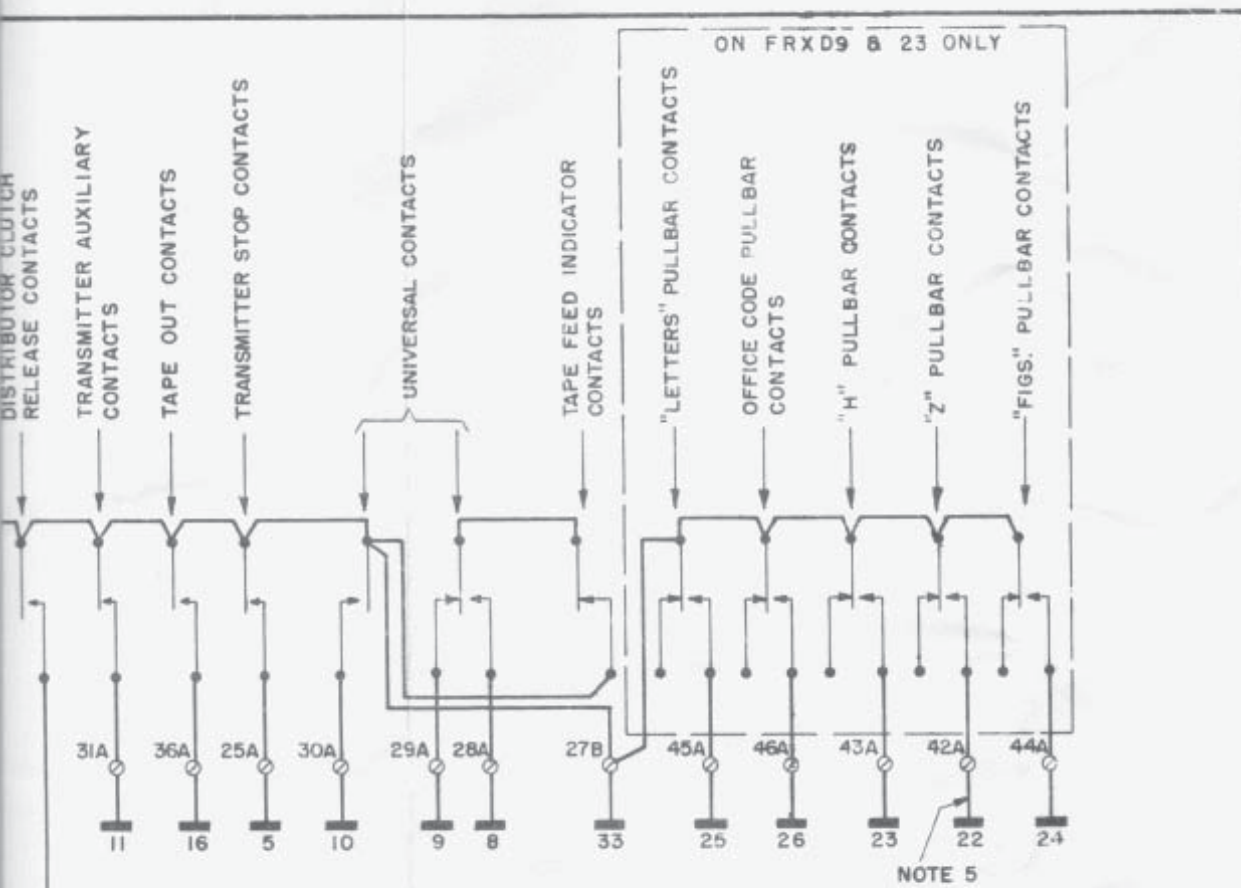 ON FRXD9 & 23 ONLY
DISTRIBUTOR CLUTCH
RELEASE CONTACTS
TRANSMITTER AUXILIARY
CONTACTS
TAPE OUT CONTACTS
TRANSMITTER STOP CONTACTS
UNIVERSAL CONTACTS
TAPE FEED INDICATOR
CONTACTS
"LETTERS" PULLBAR CONTACTS
OFFICE CODE PULLBAR
CONTACTS
"H" PULLBAR CONTACTS
"Z" PULLBAR CONTACTS
"FIGS." PULLBAR CONTACTS
31A 36A 25A 30A 29A 28A 27B 45A 46A 43A 42A 44A
11 16 5 10 9 8 33 25 26 23 22 24
NOTE 5